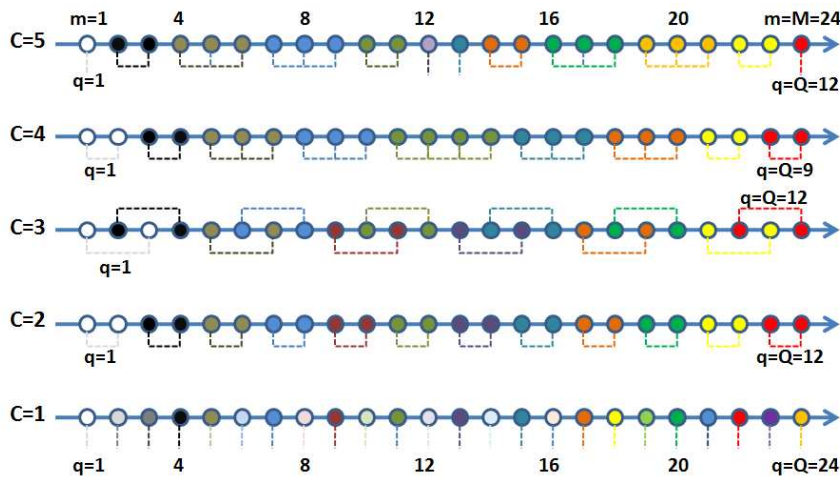 m=1 4 8 12 16 20 m=M=24
C=5
q=1 q=Q=12
C=4
q=1 q=Q=9
q=Q=12
C=3
q=1
C=2
q=1 q=Q=12
C=1
q=1 4 8 12 16 20 q=Q=24